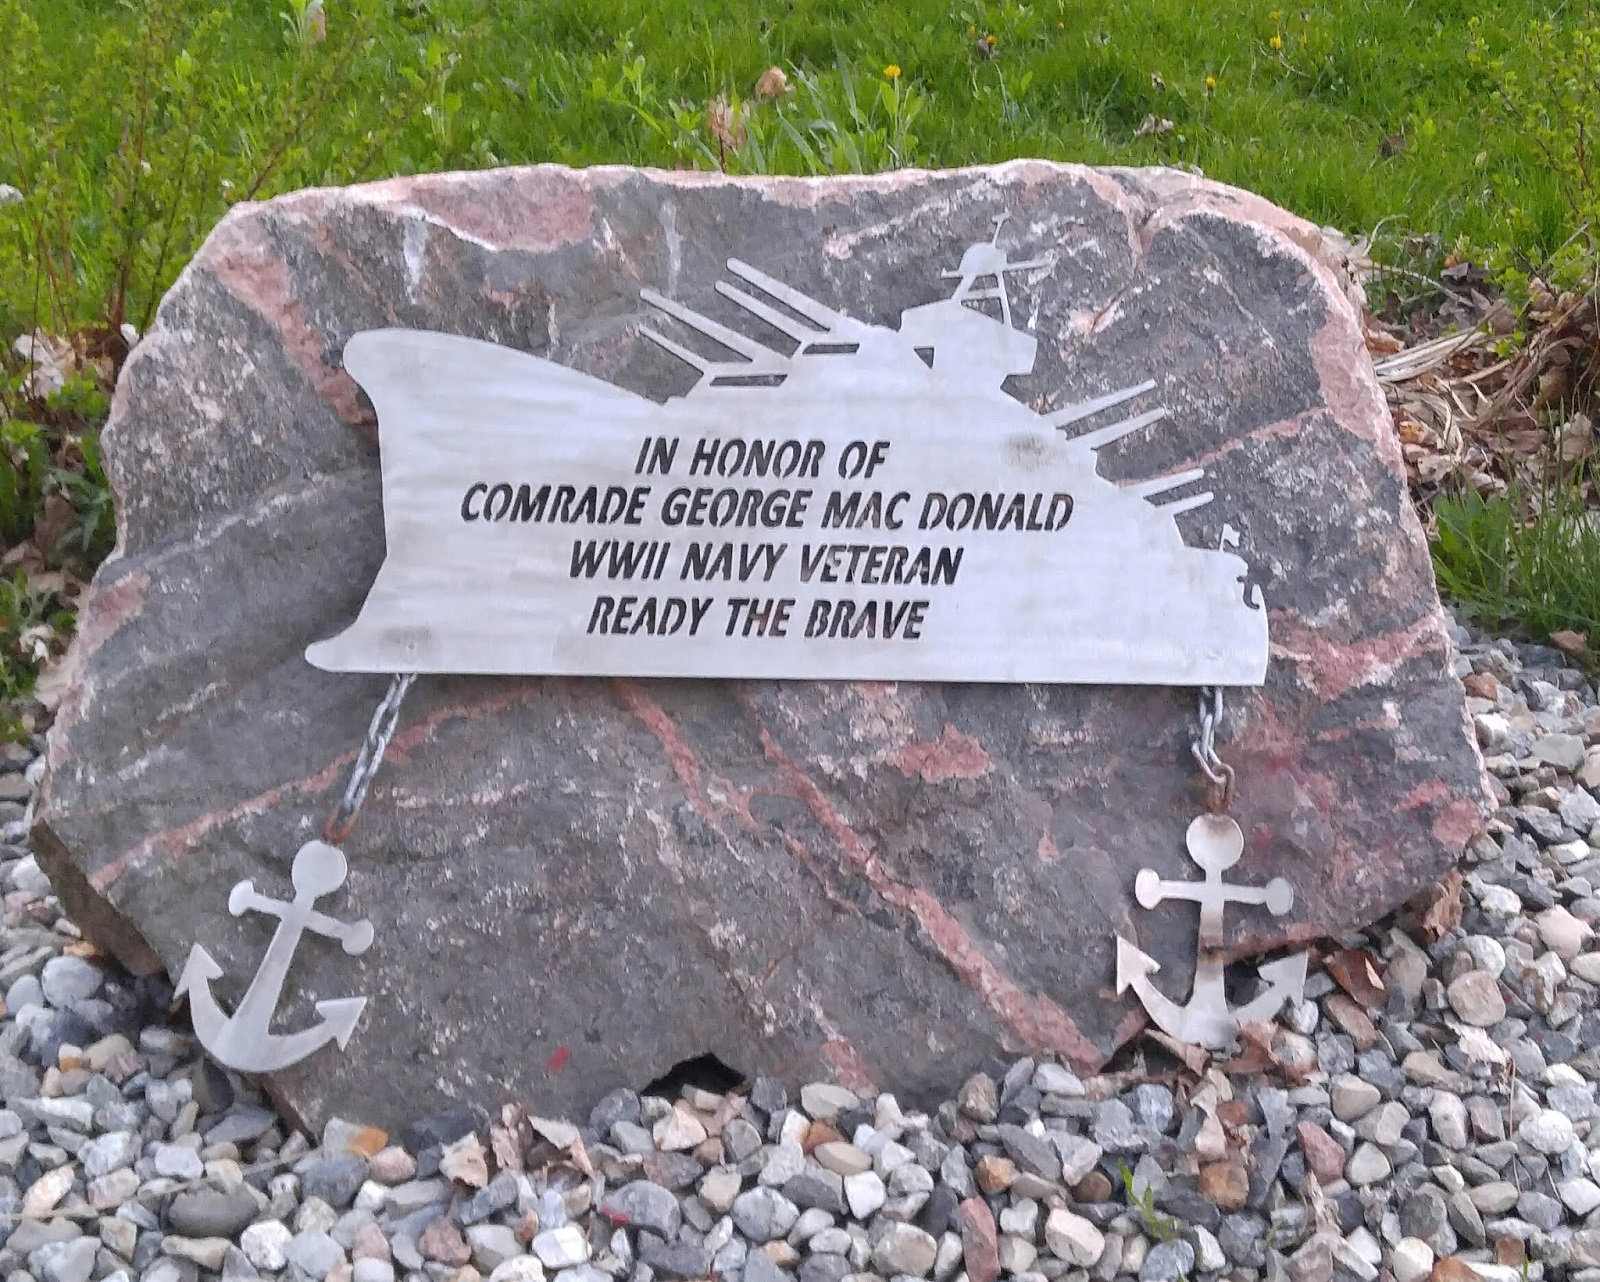 IN HONOR OF
COMRADE GEORGE MAC DONALD
WWII NAVY VETERAN
READY THE BRAVE